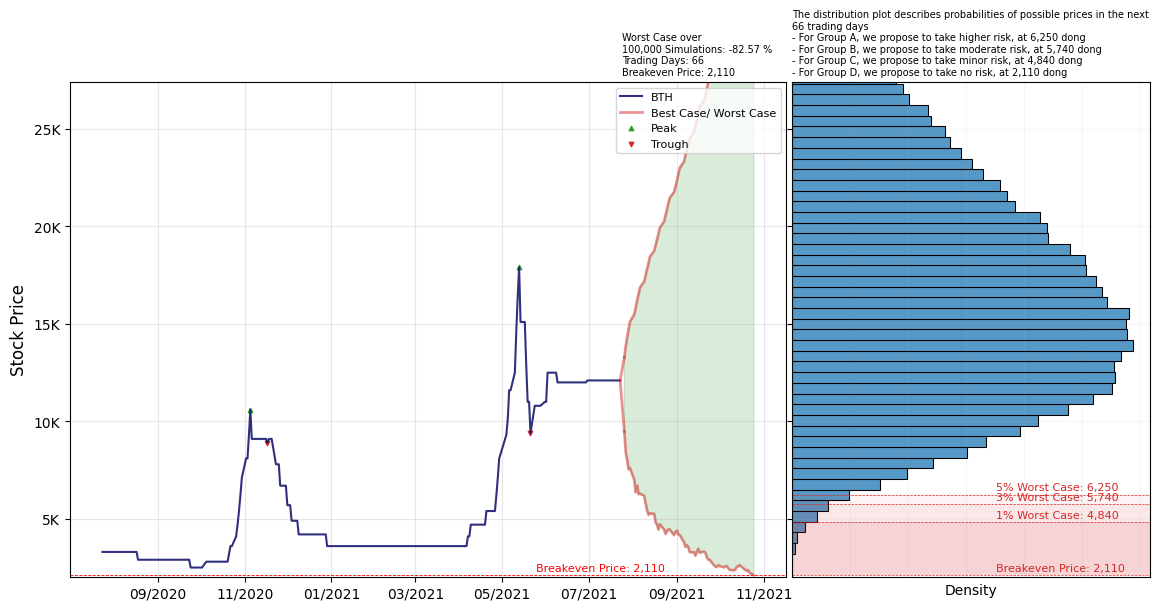 Worst Case over
100,000 Simulations: -82.57 %
Trading Days: 66
Breakeven Price: 2,110
The distribution plot describes probabilities of possible prices in the next
66 trading days
- For Group A, we propose to take higher risk, at 6,250 dong
- For Group B, we propose to take moderate risk, at 5,740 dong
- For Group C, we propose to take minor risk, at 4,840 dong
- For Group D, we propose to take no risk, at 2,110 dong
BTH
Best Case/ Worst Case
Peak
Trough
Stock Price
25K
20K
15K
10K
5K
Breakeven Price: 2,110
09/2020
11/2020
01/2021
03/2021
05/2021
07/2021
09/2021
11/2021
5% Worst Case: 6,250
3% Worst Case: 5,740
1% Worst Case: 4,840
Breakeven Price: 2,110
Density